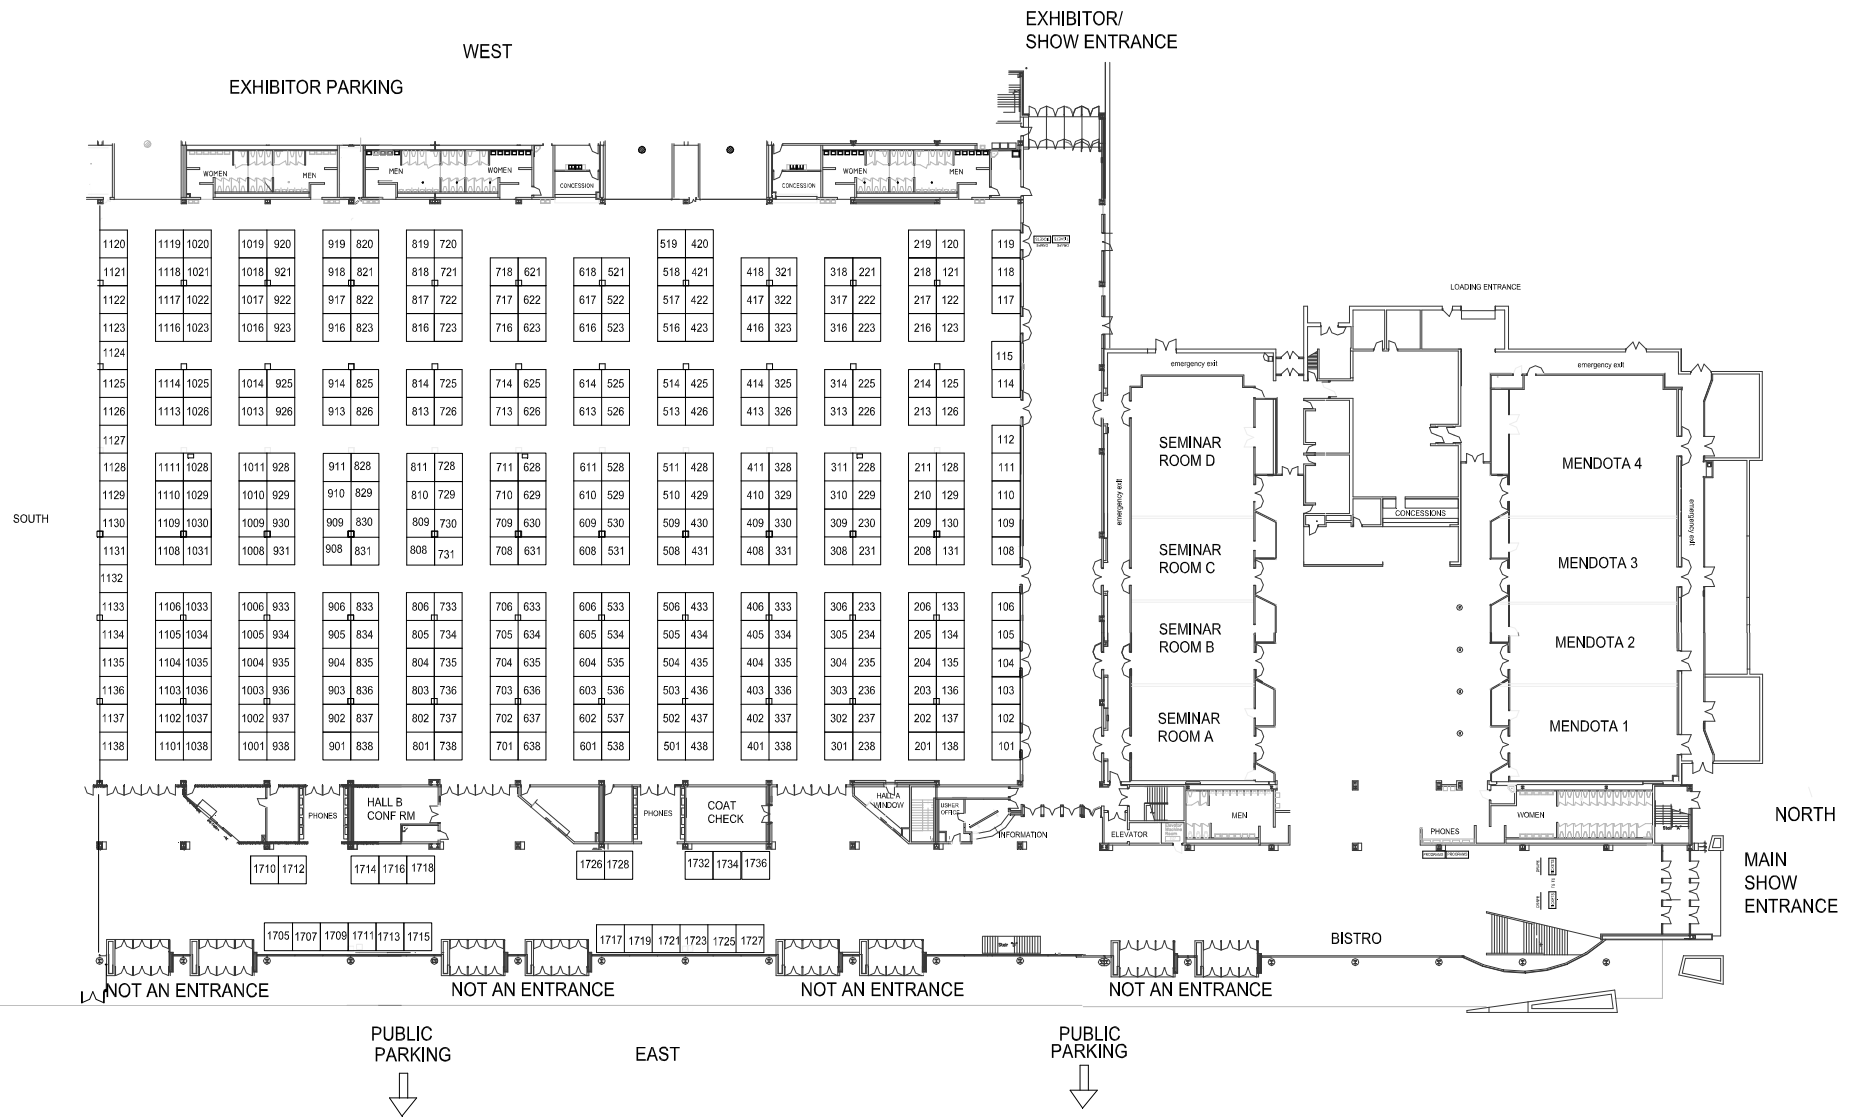 EXHIBITOR/
SHOW ENTRANCE
WEST
EXHIBITOR PARKING
WOMEN MEN MEN WOMEN CONCESSION CONCESSION WOMEN MEN
1120 1119 1020 1019 920 919 820 819 720 519 420 219 120 119
1121 1118 1021 1018 921 918 821 818 721 718 621 618 521 518 421 418 321 318 221 218 121 118
1122 1117 1022 1017 922 917 822 817 722 717 622 617 522 517 422 417 322 317 222 217 122 117
1123 1116 1023 1016 923 916 823 816 723 716 623 616 523 516 423 416 323 316 223 216 123
LOADING ENTRANCE
1124 115
emergency exit emergency exit
1125 1114 1025 1014 925 914 825 814 725 714 625 614 525 514 425 414 325 314 225 214 125 114
1126 1113 1026 1013 926 913 826 813 726 713 626 613 526 513 426 413 326 313 226 213 126
1127 112
SEMINAR
ROOM D
MENDOTA 4
1128 1111 1028 1011 928 911 828 811 728 711 628 611 528 511 428 411 328 311 228 211 128 111
1129 1110 1029 1010 929 910 829 810 729 710 629 610 529 510 429 410 329 310 229 210 129 110
emergency exit
CONCESSIONS
emergency exit
SOUTH
1130 1109 1030 1009 930 909 830 809 730 709 630 609 530 509 430 409 330 309 230 209 130 109
1131 1108 1031 1008 931 908 831 808 731 708 631 608 531 508 431 408 331 308 231 208 131 108
SEMINAR
ROOM C
MENDOTA 3
1132
1133 1106 1033 1006 933 906 833 806 733 706 633 606 533 506 433 406 333 306 233 206 133 106
1134 1105 1034 1005 934 905 834 805 734 705 634 605 534 505 434 405 334 305 234 205 134 105
SEMINAR
ROOM B
MENDOTA 2
1135 1104 1035 1004 935 904 835 804 735 704 635 604 535 504 435 404 335 304 235 204 135 104
1136 1103 1036 1003 936 903 836 803 736 703 636 603 536 503 436 403 336 303 236 203 136 103
1137 1102 1037 1002 937 902 837 802 737 702 637 602 537 502 437 402 337 302 237 202 137 102
SEMINAR
ROOM A
MENDOTA 1
1138 1101 1038 1001 938 901 838 801 738 701 638 601 538 501 438 401 338 301 238 201 138 101
PHONES
HALL B
CONF RM
PHONES
COAT
CHECK
HALL A
WINDOW
USHER
OFFICE
INFORMATION
ELEVATOR
Elevator
Machine
Room
MEN
PHONES
WOMEN
Stair "A"
NORTH
PROGRAMS PROGRAMS
1710 1712 1714 1716 1718 1726 1728 1732 1734 1736
MAIN
SHOW
ENTRANCE
1705 1707 1709 1711 1713 1715 1717 1719 1721 1723 1725 1727
BISTRO
NOT AN ENTRANCE NOT AN ENTRANCE NOT AN ENTRANCE NOT AN ENTRANCE
PUBLIC
PARKING
EAST
PUBLIC
PARKING